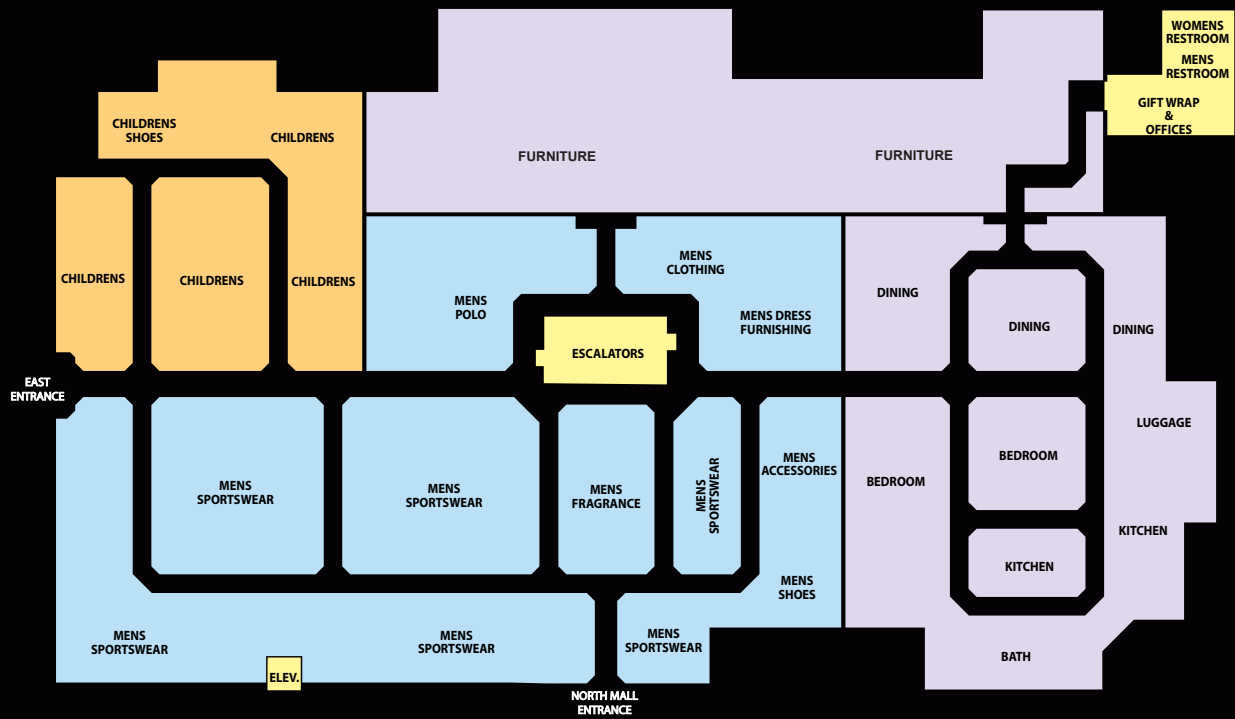 WOMENS
RESTROOM
MENS
RESTROOM
GIFT WRAP
&
OFFICES
CHILDRENS
SHOES
CHILDRENS
FURNITURE
FURNITURE
CHILDRENS
CHILDRENS
CHILDRENS
MENS
POLO
MENS
CLOTHING
MENS DRESS
FURNISHING
DINING
DINING
DINING
ESCALATORS
EAST
ENTRANCE
MENS
SPORTSWEAR
MENS
SPORTSWEAR
MENS
FRAGRANCE
MENS
SPORTSWEAR
MENS
ACCESSORIES
BEDROOM
BEDROOM
LUGGAGE
KITCHEN
KITCHEN
MENS
SHOES
MENS
SPORTSWEAR
MENS
SPORTSWEAR
MENS
SPORTSWEAR
BATH
ELEV.
NORTH MALL
ENTRANCE